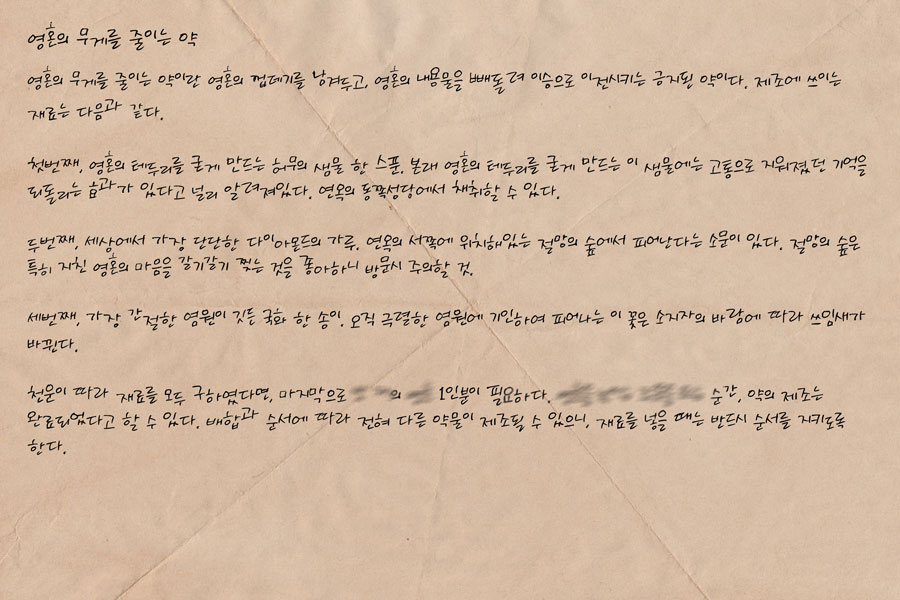 영혼의 무게를 줄이는 약
영혼의 무게를 줄이는 약이란 영혼의 껍데기를 남겨두고, 영혼의 내용물을 빼돌려 이승으로 이전시키는 금지된 약이다. 제조에 쓰이는
재료는 다음과 같다.
첫번째, 영혼의 테두리를 굵게 만드는 허무의 샘물 한 스푼. 본래 영혼의 테두리를 굵게 만드는 이 샘물에는 고통으로 지워졌던 기억을
되돌리는 효과가 있다고 널리 알려져있다. 연옥의 동쪽성당에서 채취할 수 있다.
두번째, 세상에서 가장 단단한 다이아몬드의 가루. 연옥의 서쪽에 위치해있는 절망의 숲에서 피어난다는 소문이 있다. 절망의 숲은
특히 지친 영혼의 마음을 갈기갈기 찢는 것을 좋아하니 방문시 주의할 것.
세번째, 가장 간절한 염원이 깃든 국화 한 송이. 오직 극렬한 염원에 기인하여 피어나는 이 꽃은 소지자의 바람에 따라 쓰임새가
바뀐다.
천운이 따라 재료를 모두 구하였다면, 마지막으로 의 1인분이 필요하다. 순간, 약의 제조는
완료되었다고 할 수 있다. 배합과 순서에 따라 전혀 다른 약물이 제조될 수 있으니, 재료를 넣을 때는 반드시 순서를 지키도록
한다.